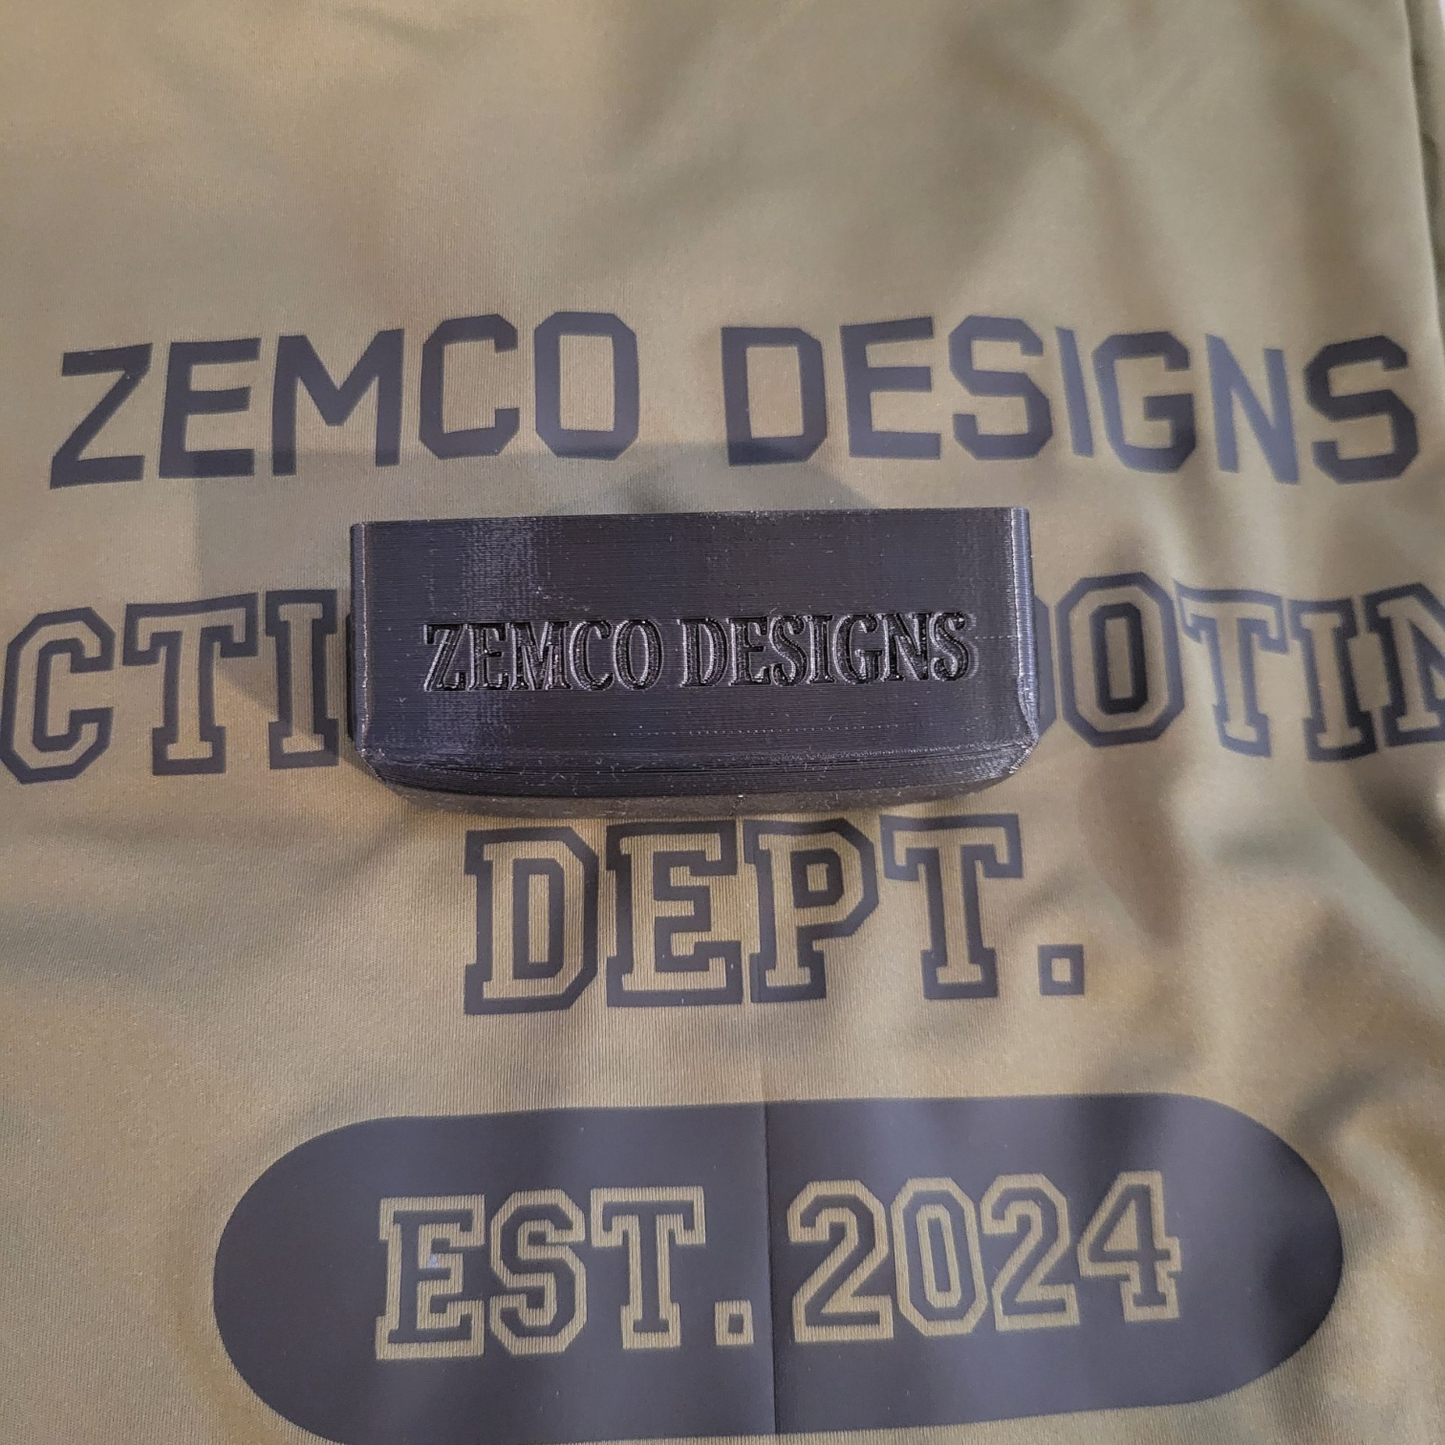 ZEMCO DESIGNS
ZEMCO DESIGNS
DEPT.
EST. 2024